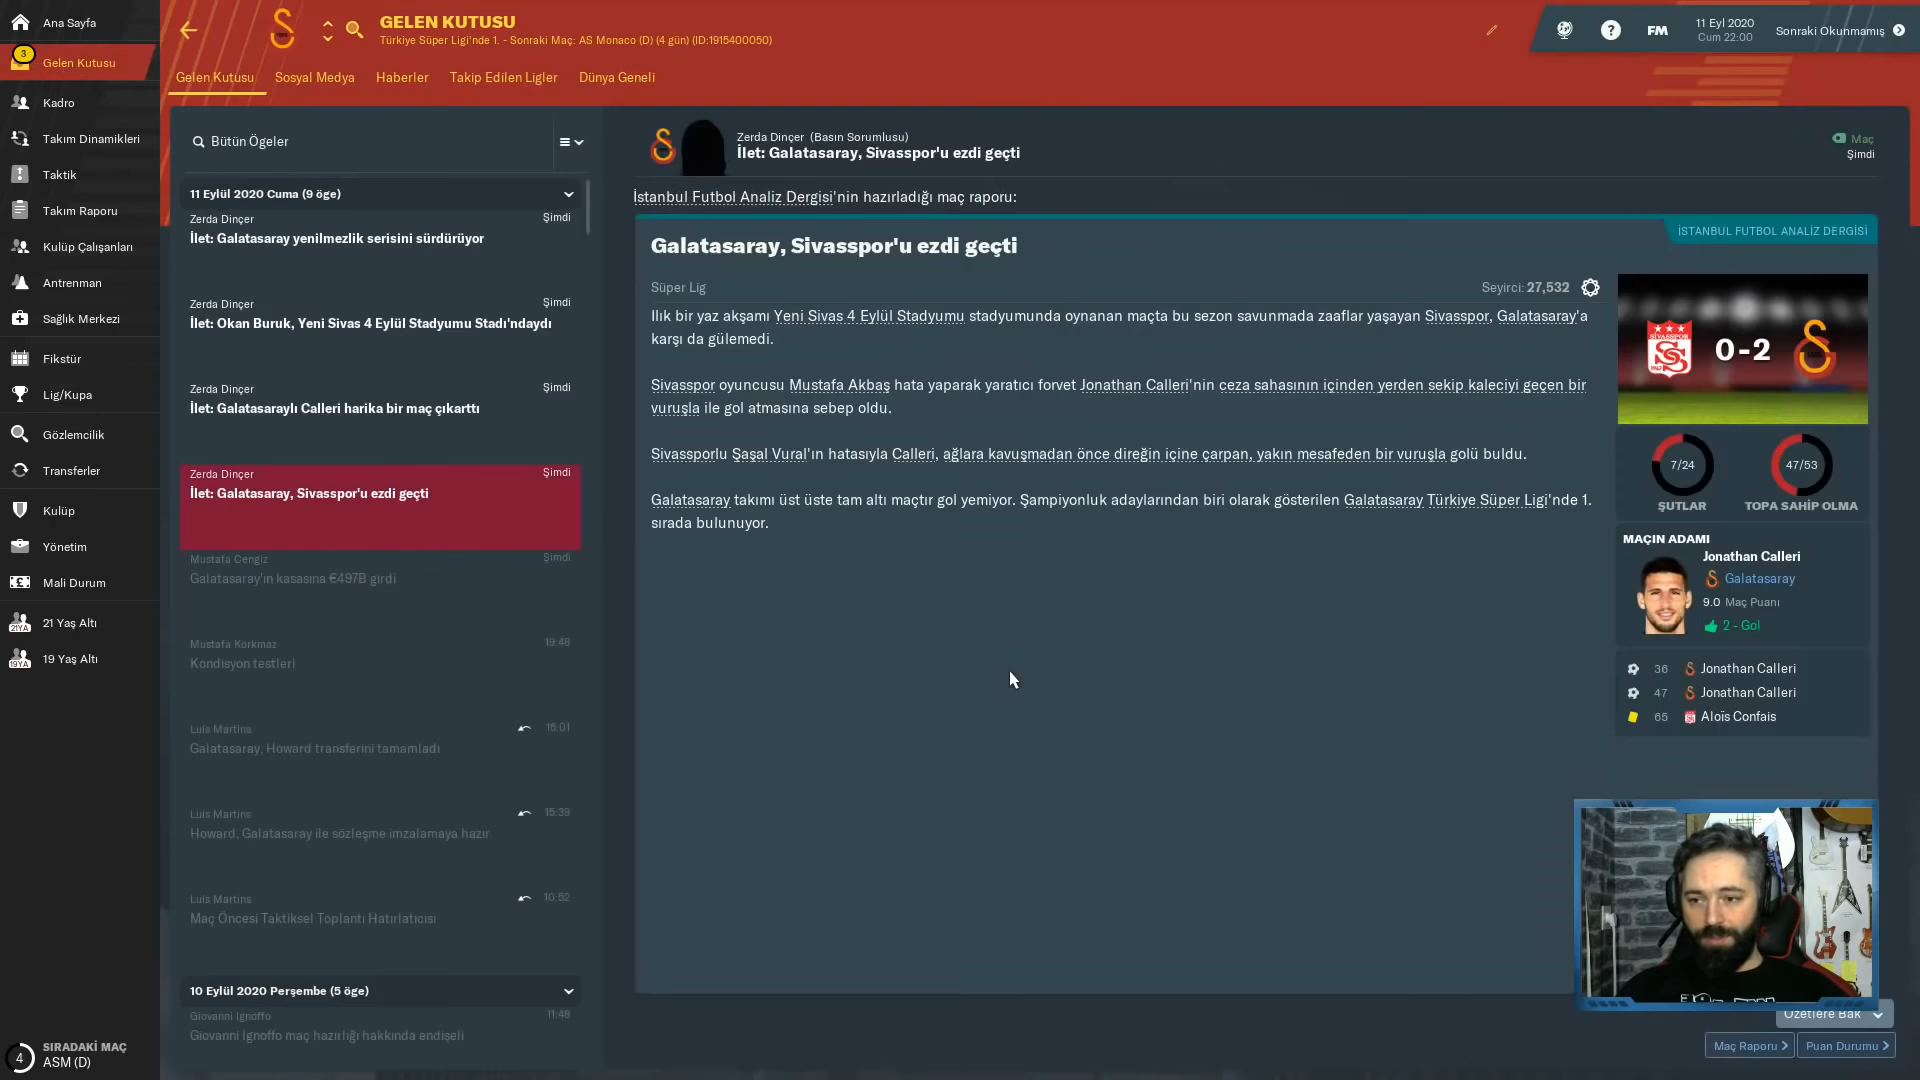 Ana Sayfa
3
Gelen Kutusu
Kadro
Takım Dinamikleri
Taktik
Takım Raporu
Kulüp Çalışanları
Antrenman
Sağlık Merkezi
Fikstür
Lig/Kupa
Gözlemcilik
Transferler
Kulüp
Yönetim
Mali Durum
21YA
21 Yaş Altı
19YA
19 Yaş Altı
4
SIRADAKİ MAÇ
ASM (D)
GELEN KUTUSU
Türkiye Süper Ligi'nde 1. - Sonraki Maç: AS Monaco (D) (4 gün) (ID:1915400050)
?
FM
11 Eyl 2020
Cum 22:00
Sonraki Okunmamış
Gelen Kutusu
Sosyal Medya
Haberler
Takip Edilen Ligler
Dünya Geneli
Bütün Ögeler
11 Eylül 2020 Cuma (9 öge)
Zerda Dinçer
Şimdi
İlet: Galatasaray yenilmezlik serisini sürdürüyor
Zerda Dinçer
Şimdi
İlet: Okan Buruk, Yeni Sivas 4 Eylül Stadyumu Stadı'ndaydı
Zerda Dinçer
Şimdi
İlet: Galatasaraylı Calleri harika bir maç çıkarttı
Zerda Dinçer
Şimdi
İlet: Galatasaray, Sivasspor'u ezdi geçti
Mustafa Cengiz
Şimdi
Galatasaray'ın kasasına €497B girdi
Mustafa Korkmaz
19:48
Kondisyon testleri
Luís Martins
16:01
Galatasaray, Howard transferini tamamladı
Luís Martins
15:39
Howard, Galatasaray ile sözleşme imzalamaya hazır
Luís Martins
10:52
Maç Öncesi Taktiksel Toplantı Hatırlatıcısı
10 Eylül 2020 Perşembe (5 öge)
Giovanni Ignoffo
11:48
Giovanni Ignoffo maç hazırlığı hakkında endişeli
Zerda Dinçer (Basın Sorumlusu)
İlet: Galatasaray, Sivasspor'u ezdi geçti
Maç
Şimdi
İstanbul Futbol Analiz Dergisi'nin hazırladığı maç raporu:
İSTANBUL FUTBOL ANALİZ DERGİSİ
Galatasaray, Sivasspor'u ezdi geçti
Süper Lig
Seyirci: 27,532
Ilık bir yaz akşamı Yeni Sivas 4 Eylül Stadyumu stadyumunda oynanan maçta bu sezon savunmada zaaflar yaşayan Sivasspor, Galatasaray'a
karşı da gülemedi.
Sivasspor oyuncusu Mustafa Akbaş hata yaparak yaratıcı forvet Jonathan Calleri'nin ceza sahasının içinden yerden sekip kaleciyi geçen bir
vuruşla ile gol atmasına sebep oldu.
Sivassporlu Şaşal Vural'ın hatasıyla Calleri, ağlara kavuşmadan önce direğin içine çarpan, yakın mesafeden bir vuruşla golü buldu.
Galatasaray takımı üst üste tam altı maçtır gol yemiyor. Şampiyonluk adaylarından biri olarak gösterilen Galatasaray Türkiye Süper Ligi'nde 1.
sırada bulunuyor.
SİVASSPOR
0-2
7/24
ŞUTLAR
47/53
TOPA SAHİP OLMA
MAÇIN ADAMI
Jonathan Calleri
Galatasaray
9.0 Maç Puanı
2 - Gol
36 Jonathan Calleri
47 Jonathan Calleri
65 Aloïs Confais
Özetlere Bak
Maç Raporu
Puan Durumu